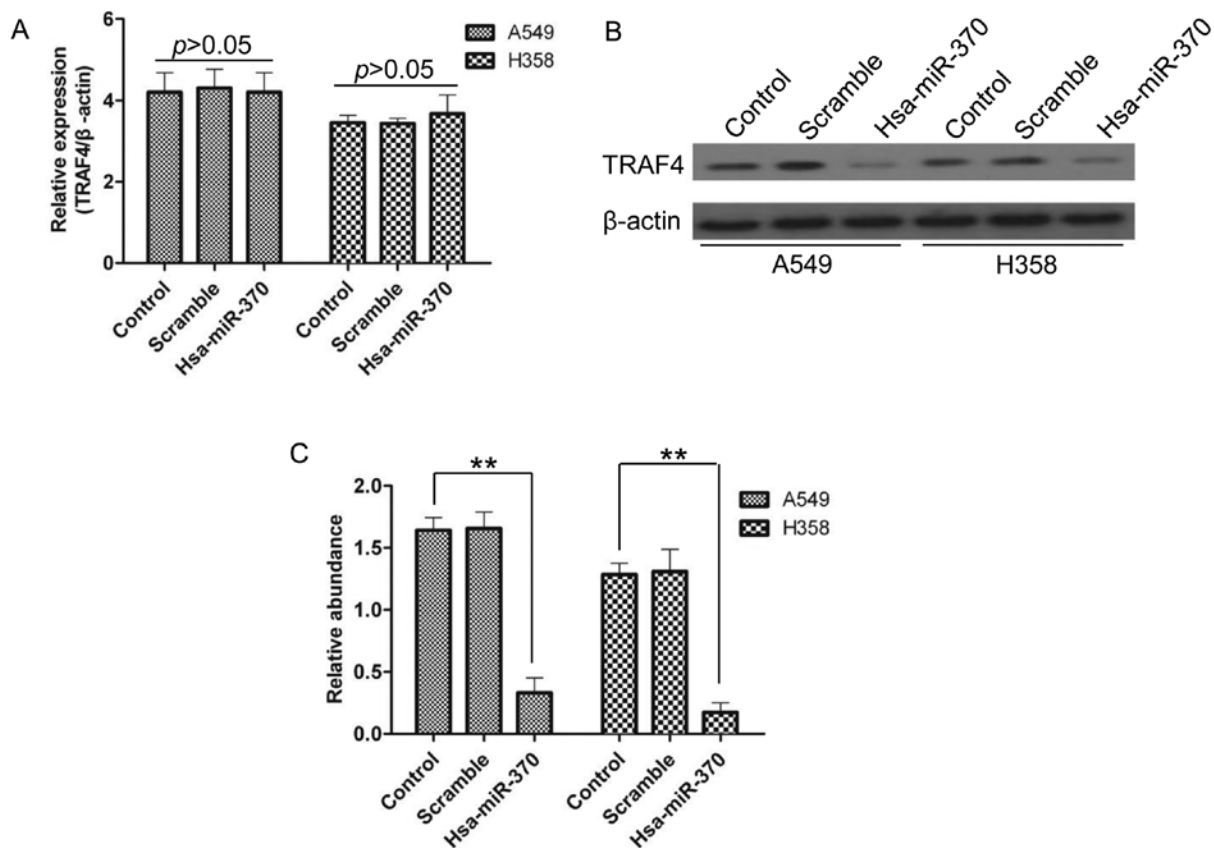 A
Relative expression
(TRAF4/β -actin)
6
4
2
0
p>0.05
p>0.05
A549
H358
Control
Scramble
Hsa-miR-370
Control
Scramble
Hsa-miR-370
B
Control
Scramble
Hsa-miR-370
Control
Scramble
Hsa-miR-370
TRAF4
β-actin
A549
H358
C
Relative abundance
2.0
1.5
1.0
0.5
0.0
**
**
A549
H358
Control
Scramble
Hsa-miR-370
Control
Scramble
Hsa-miR-370